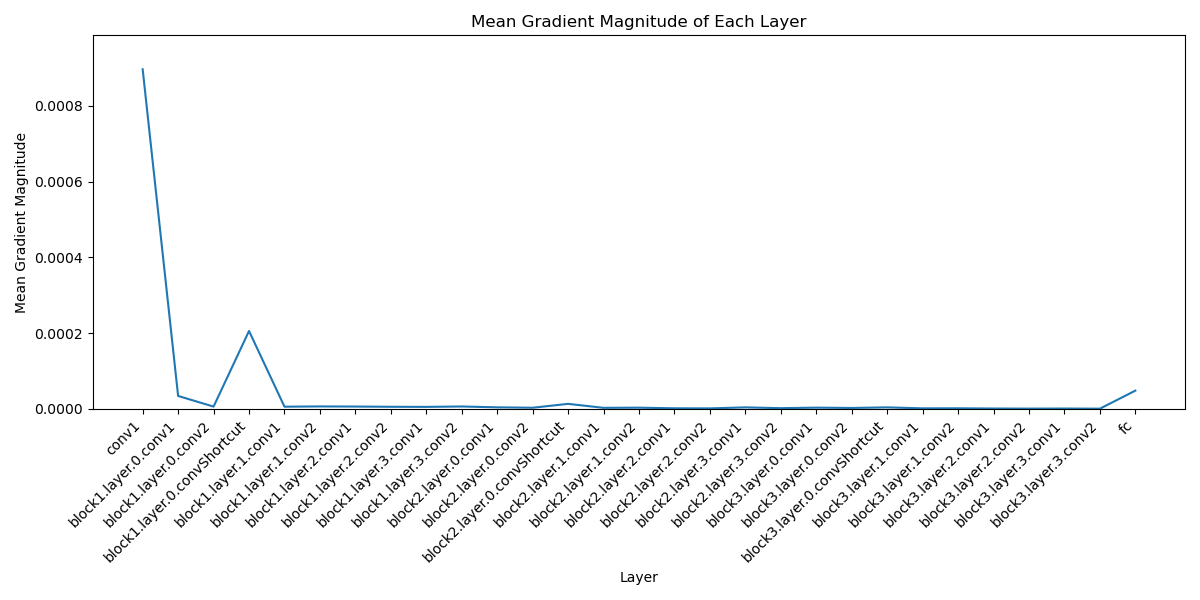 Mean Gradient Magnitude of Each Layer
Mean Gradient Magnitude
0.0008
0.0006
0.0004
0.0002
0.0000
conv1
block1.layer.0.conv1
block1.layer.0.conv2
block1.layer.0.convShortcut
block1.layer.1.conv1
block1.layer.1.conv2
block1.layer.2.conv1
block1.layer.2.conv2
block1.layer.3.conv1
block1.layer.3.conv2
block2.layer.0.conv1
block2.layer.0.conv2
block2.layer.0.convShortcut
block2.layer.1.conv1
block2.layer.1.conv2
block2.layer.2.conv1
block2.layer.2.conv2
block2.layer.3.conv1
block2.layer.3.conv2
block3.layer.0.conv1
block3.layer.0.conv2
block3.layer.0.convShortcut
block3.layer.1.conv1
block3.layer.1.conv2
block3.layer.2.conv1
block3.layer.2.conv2
block3.layer.3.conv1
block3.layer.3.conv2
fc
Layer